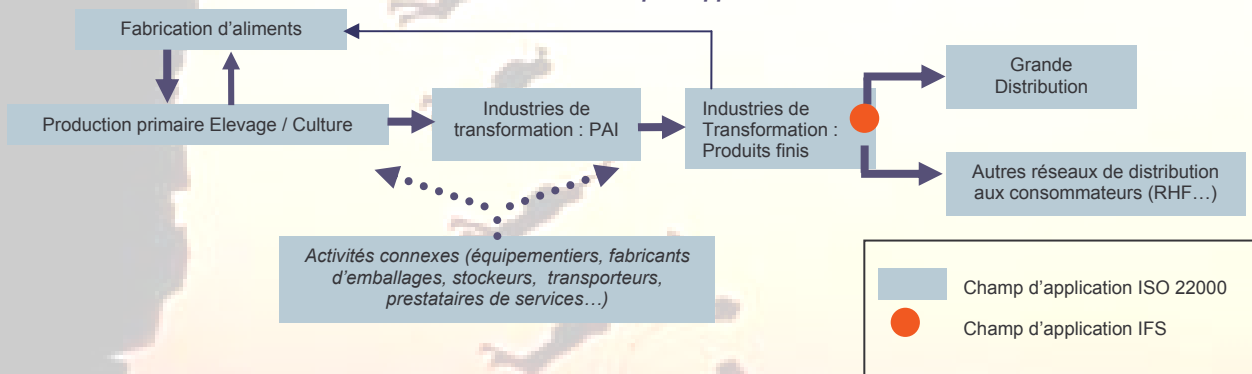 Fabrication d’aliments
Production primaire Elevage / Culture
Industries de
transformation : PAI
Industries de
Transformation :
Produits finis
Grande
Distribution
Autres réseaux de distribution
aux consommateurs (RHF…)
Activités connexes (équipementiers, fabricants
d’emballages, stockeurs, transporteurs,
prestataires de services…)
Champ d’application ISO 22000
Champ d’application IFS